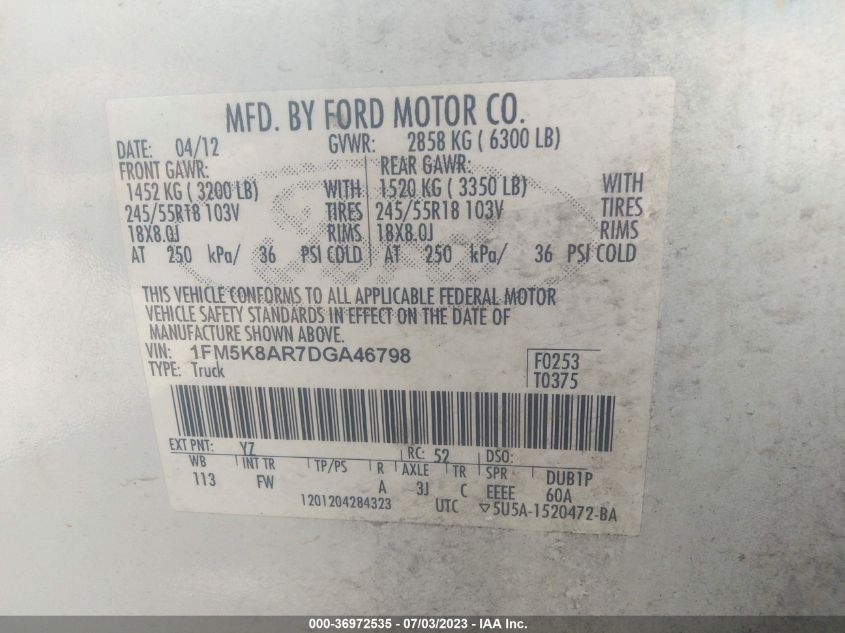 MFD. BY FORD MOTOR CO.
DATE: 04/12 GVWR: 2858 KG ( 6300 LB)
FRONT GAWR: REAR GAWR:
1452 KG ( 3200 LB) WITH 1520 KG ( 3350 LB) WITH
245/55R18 103V TIRES 245/55R18 103V TIRES
18X8.0J RIMS 18X8.0J RIMS
AT 250 kPa/ 36 PSI COLD AT 250 kPa/ 36 PSI COLD
THIS VEHICLE CONFORMS TO ALL APPLICABLE FEDERAL MOTOR
VEHICLE SAFETY STANDARDS IN EFFECT ON THE DATE OF
MANUFACTURE SHOWN ABOVE.
VIN: 1FM5K8AR7DGA46798 F0253
TYPE: Truck T0375
EXT PNT: YZ RC: 52 DSO:
WB INT TR TP/PS R AXLE TR SPR DUB1P
113 FW A 3J C EEEE 60A
1201204284323 UTC ▽5U5A-1520472-BA
000-36972535 - 07/03/2023 - IAAI.com.